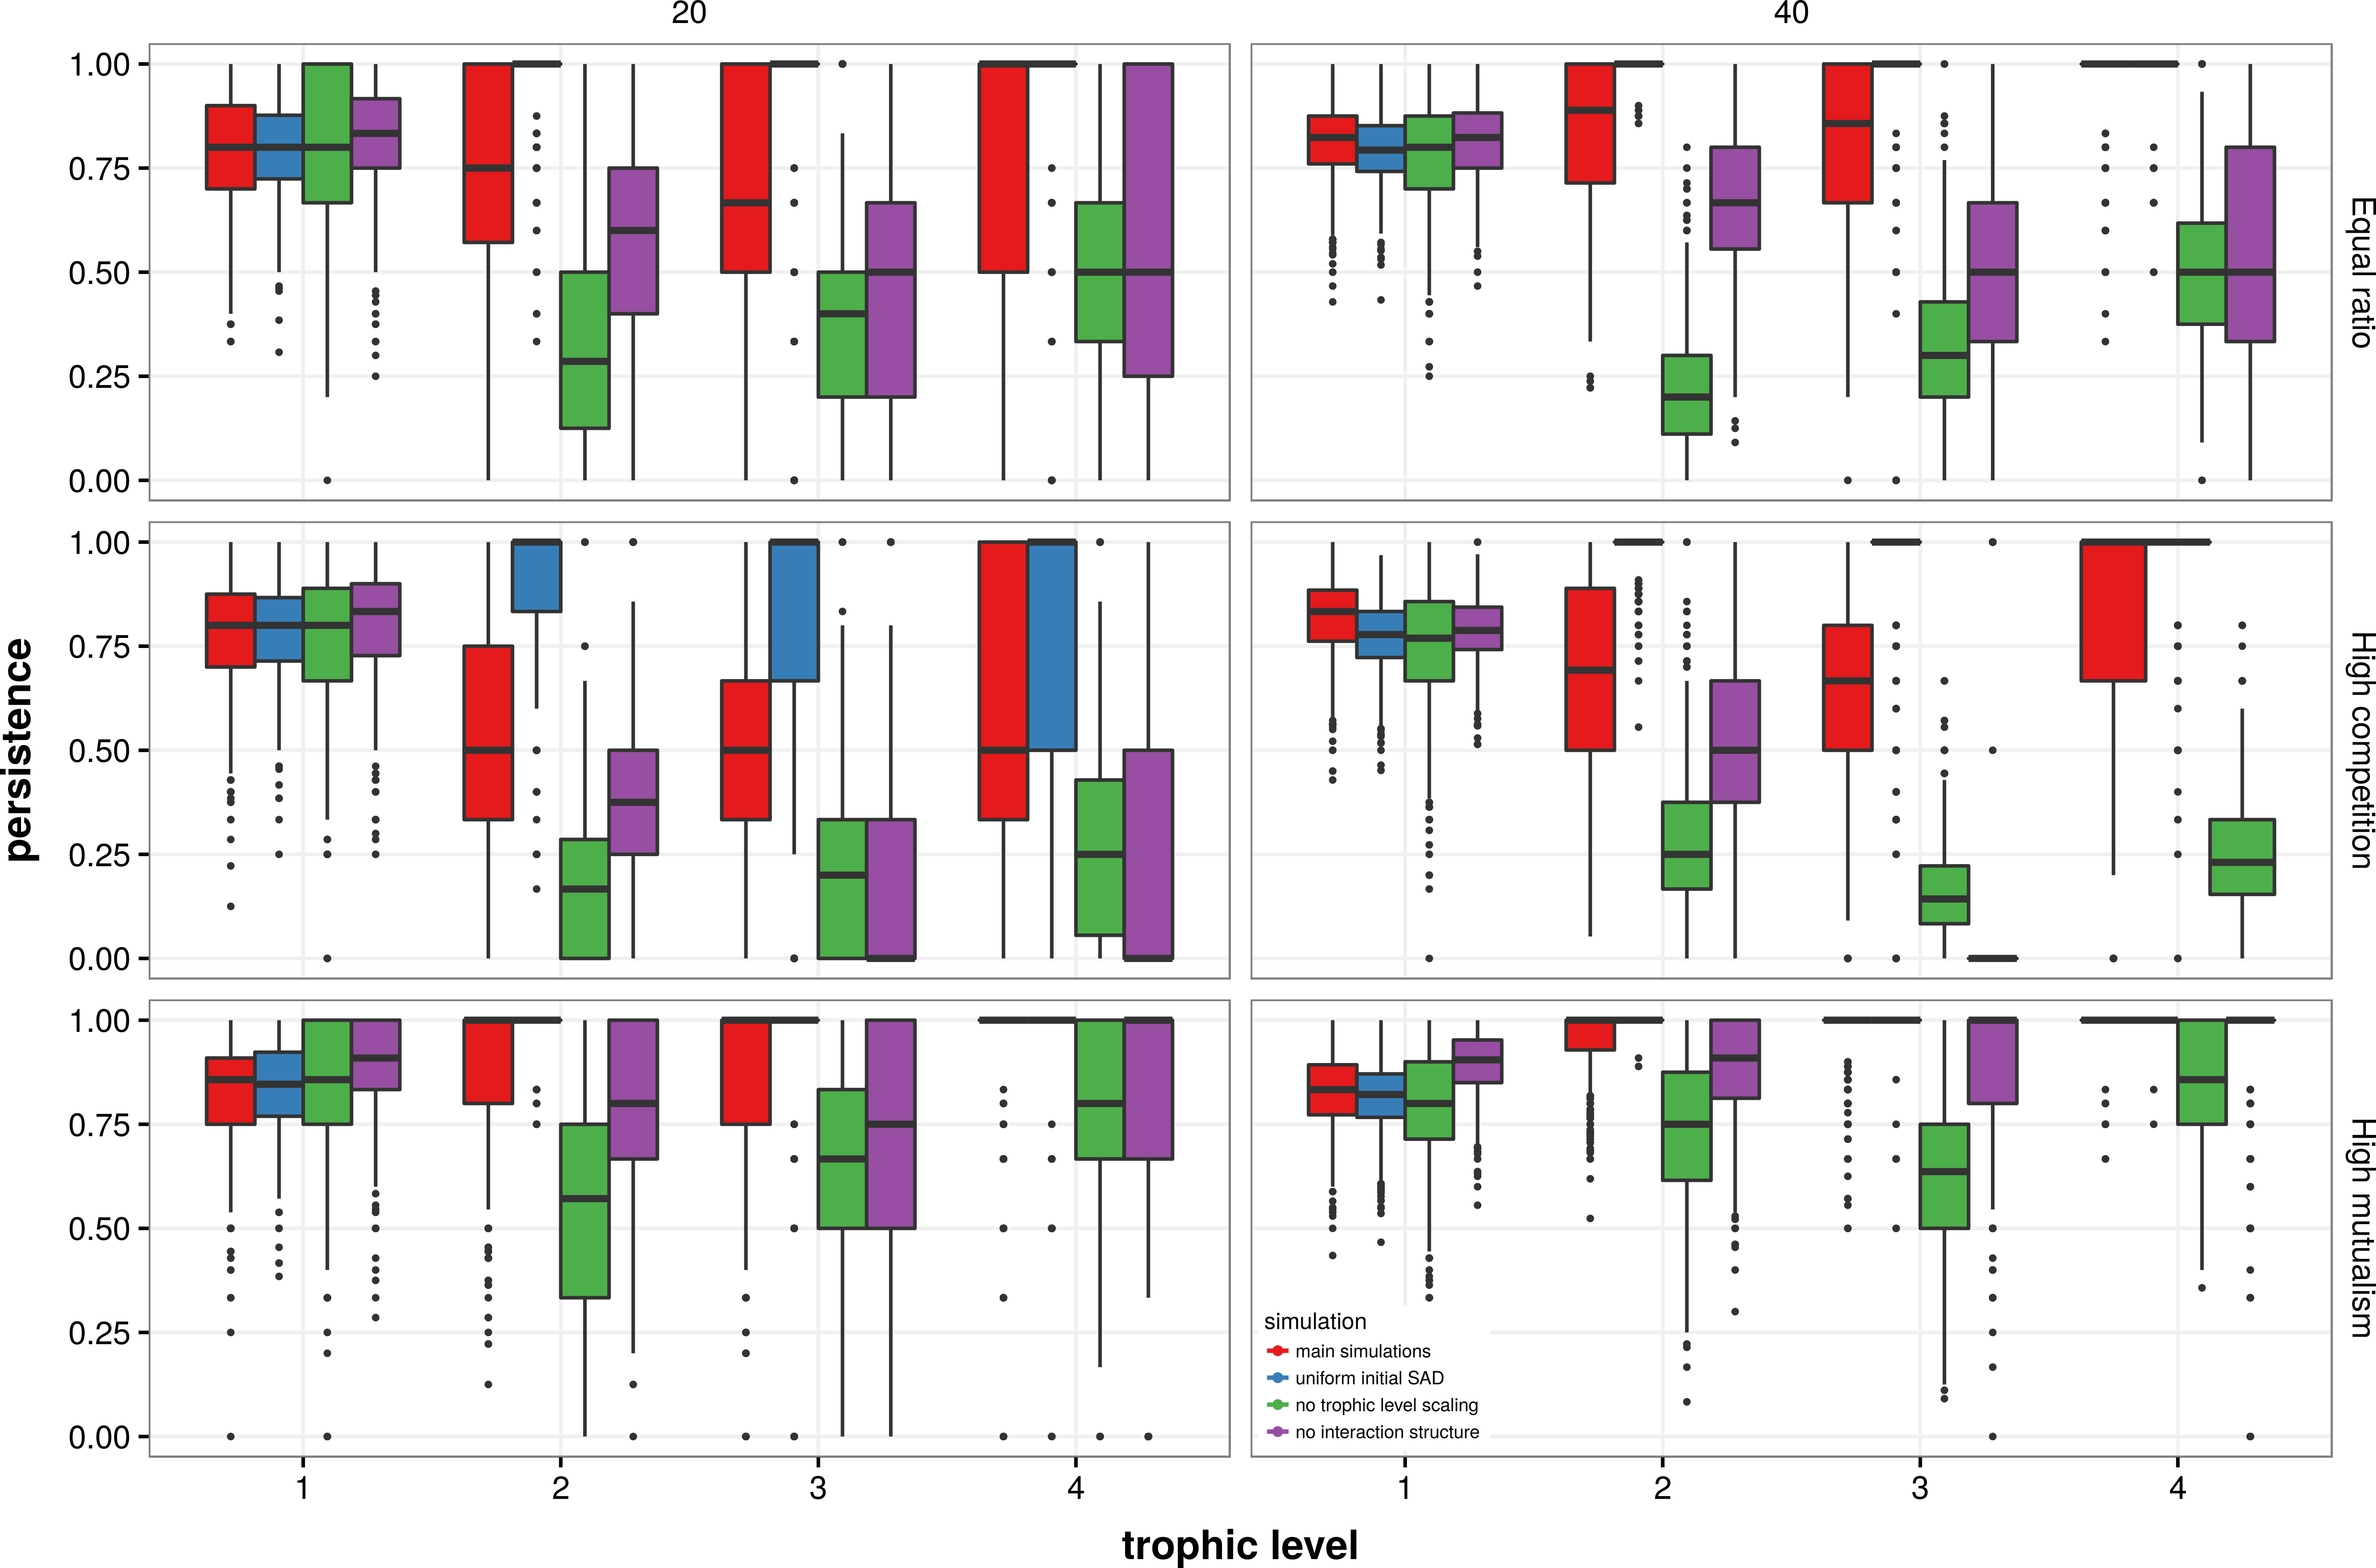 20
40
1.00
0.75
0.50
0.25
0.00
Equal ratio
1.00
0.75
0.50
0.25
0.00
High competition
1.00
0.75
0.50
0.25
0.00
High mutualism
persistence
simulation
main simulations
uniform initial SAD
no trophic level scaling
no interaction structure
1
2
3
4
1
2
3
4
trophic level